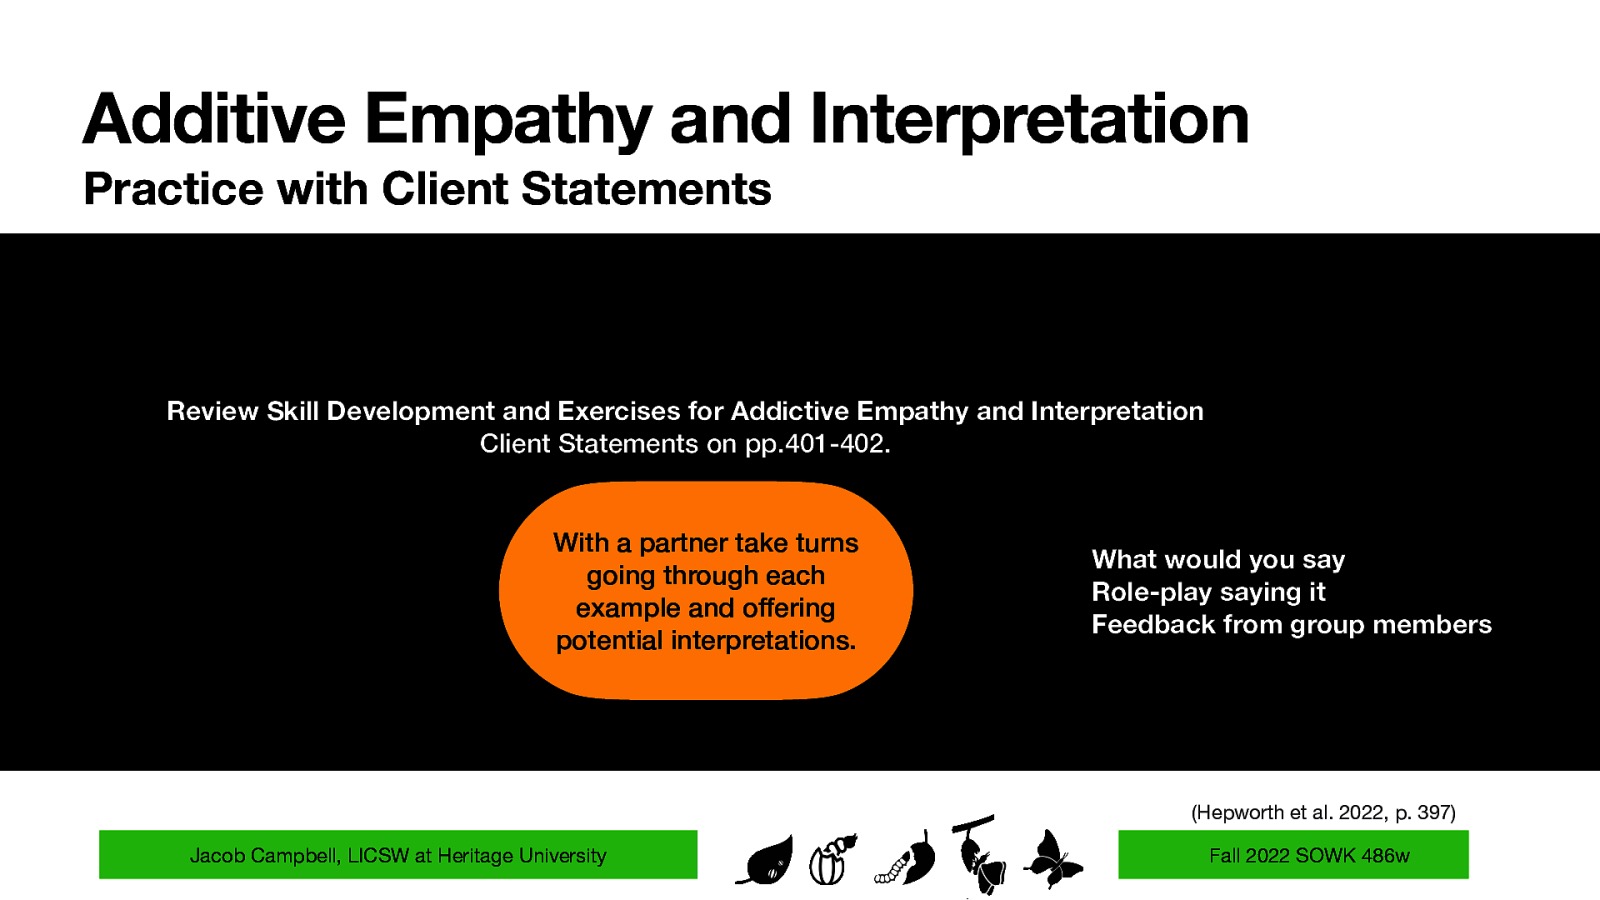 Additive Empathy and Interpretation
Practice with Client Statements
Review Skill Development and Exercises for Addictive Empathy and Interpretation
Client Statements on pp.401-402.
With a partner take turns
going through each
example and offering
potential interpretations.
What would you say
Role-play saying it
Feedback from group members
(Hepworth et al. 2022, p. 397)
Jacob Campbell, LICSW at Heritage University
Fall 2022 SOWK 486w